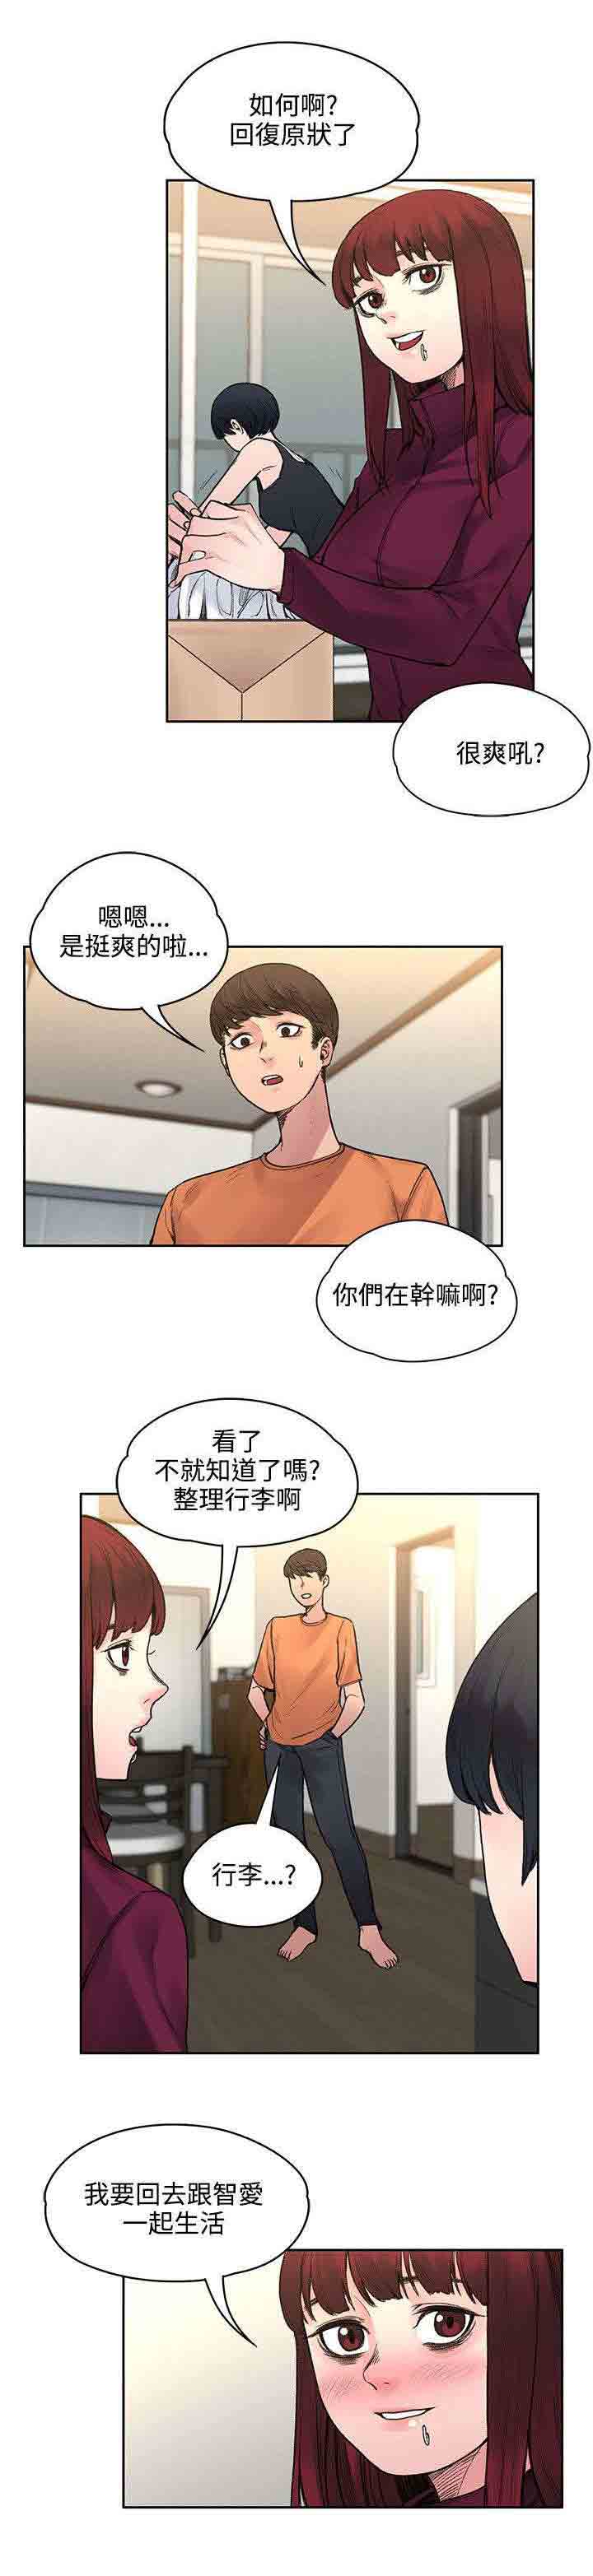 如何啊?
回復原狀了
很爽吼?
嗯嗯...
是挺爽的啦...
你們在幹嘛啊?
看了
不就知道了嗎?
整理行李啊
行李...?
我要回去跟智愛
一起生活